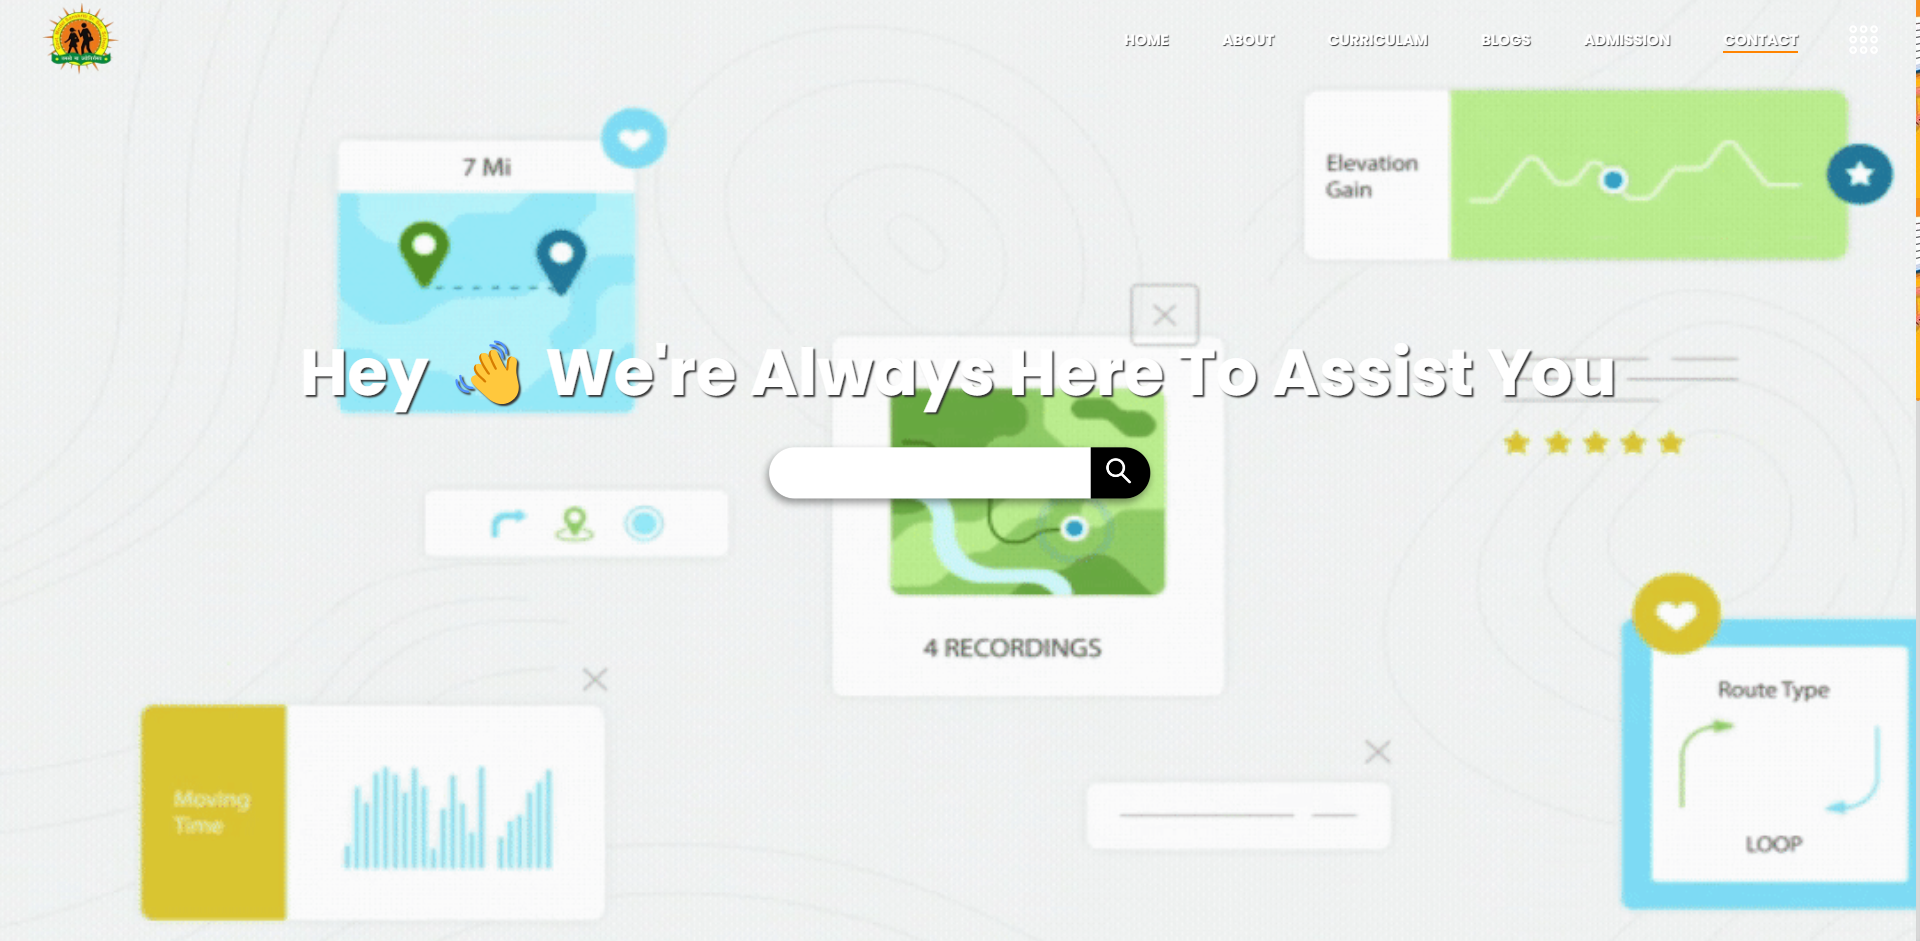 HOME ABOUT CURRICULAM BLOGS ADMISSION CONTACT
7 Mi
Elevation
Gain
Hey 👋 We're Always Here To Assist You
4 RECORDINGS
Route Type
Moving
Time
LOOP